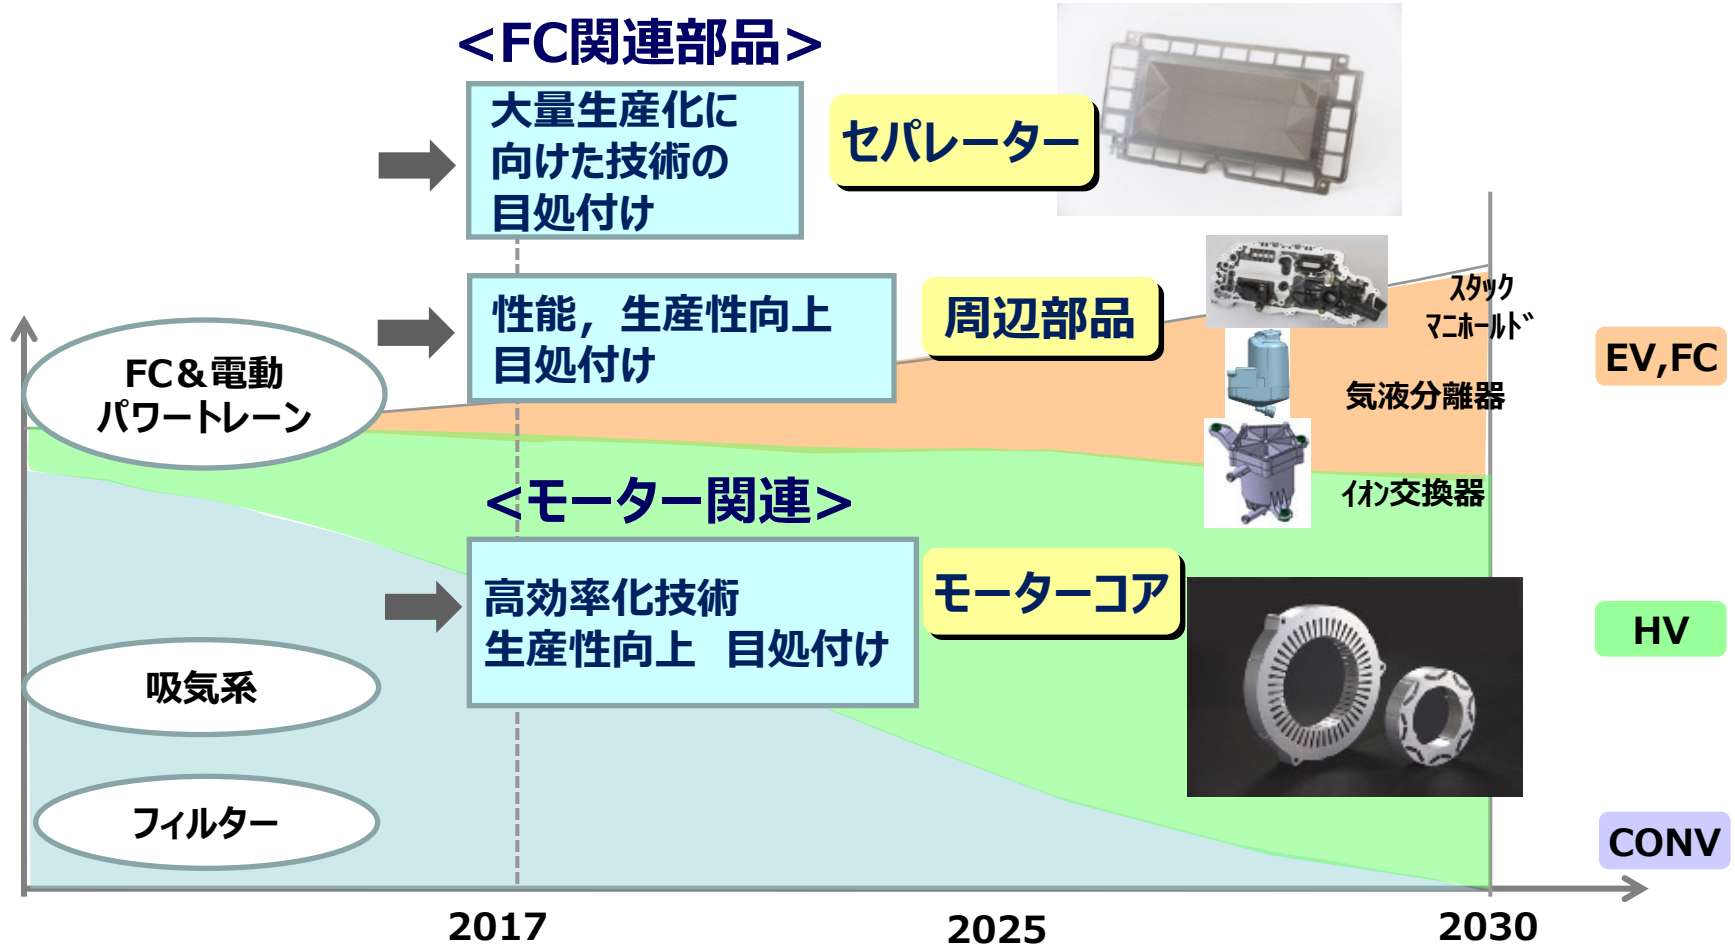 <FC関連部品>
大量生産化に
向けた技術の
目処付け
セパレーター
性能，生産性向上
目処付け
周辺部品
スタック
マニホールド
EV,FC
FC＆電動
パワートレーン
気液分離器
イオン交換器
<モーター関連>
高効率化技術
生産性向上　目処付け
モーターコア
HV
吸気系
フィルター
CONV
2017
2025
2030